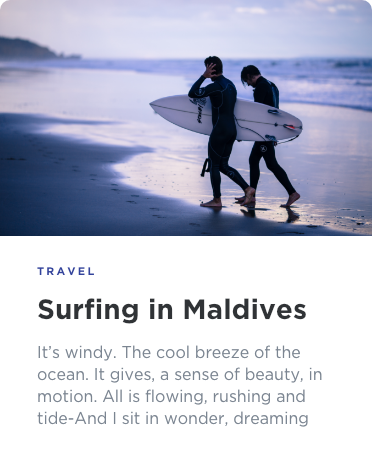 TRAVEL
Surfing in Maldives
It’s windy. The cool breeze of the
ocean. It gives, a sense of beauty, in
motion. All is flowing, rushing and
tide-And I sit in wonder, dreaming